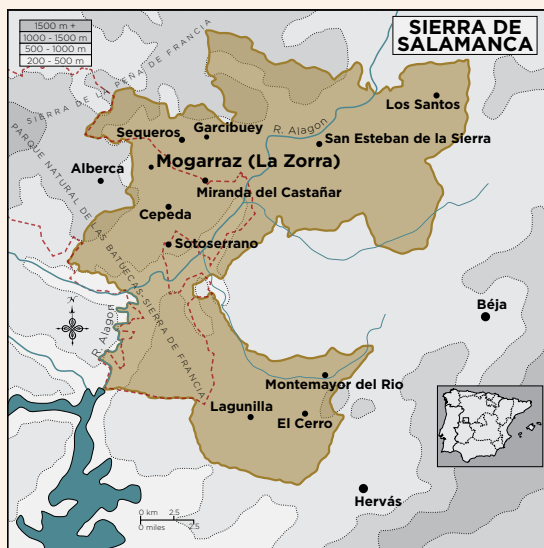 1500 m +
1000 - 1500 m
500 - 1000 m
200 - 500 m
SIERRA DE
SALAMANCA
SIERRA DE LA PEÑA DE FRANCIA
Los Santos
R. Alagon
Garcibuey
Sequeros
San Esteban de la Sierra
Mogarraz (La Zorra)
Alberca
Miranda del Castañar
Cepeda
PARQUE NATURAL DE LAS BATUECAS-SIERRA DE FRANCIA
Sotoserrano
Béja
N
R. Alagon
Montemayor del Rio
Lagunilla
El Cerro
Hervás
0 km 2.5
0 miles 2.5